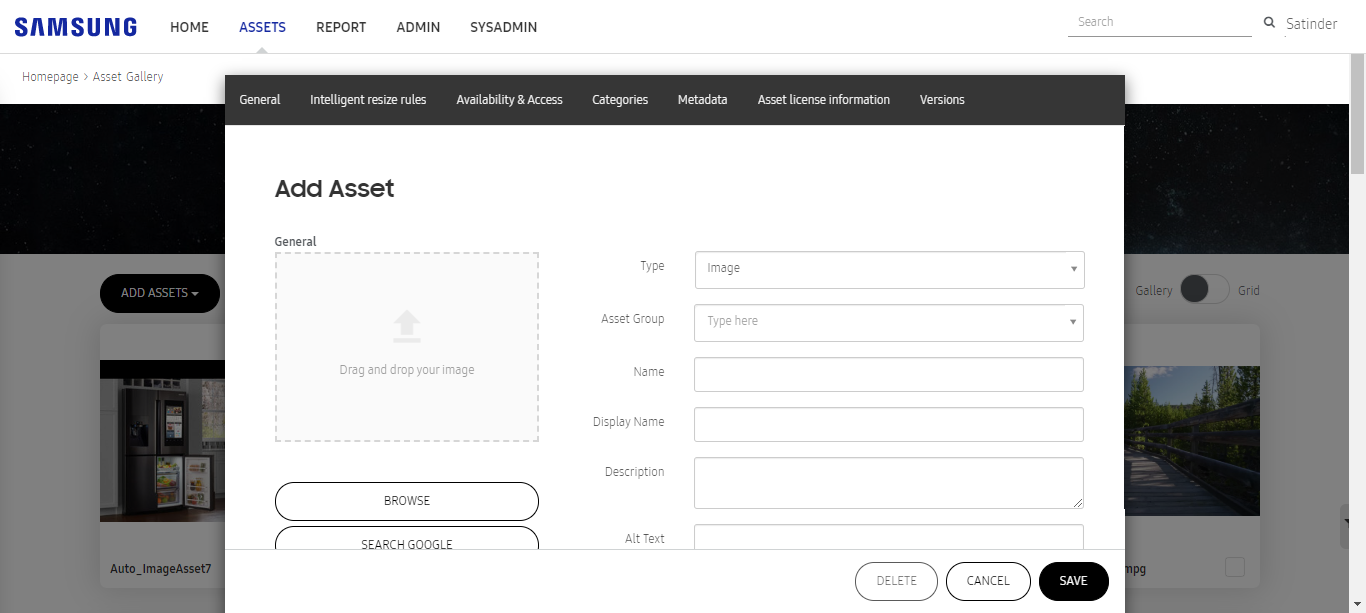 SAMSUNG HOME ASSETS REPORT ADMIN SYSADMIN Search Satinder
Homepage > Asset Gallery
General Intelligent resize rules Availability & Access Categories Metadata Asset license information Versions
Add Asset
General
Drag and drop your image
BROWSE
SEARCH GOOGLE
Type Image
Asset Group Type here
Name
Display Name
Description
Alt Text
ADD ASSETS
Gallery Grid
Auto_ImageAsset7
mpg
DELETE CANCEL SAVE